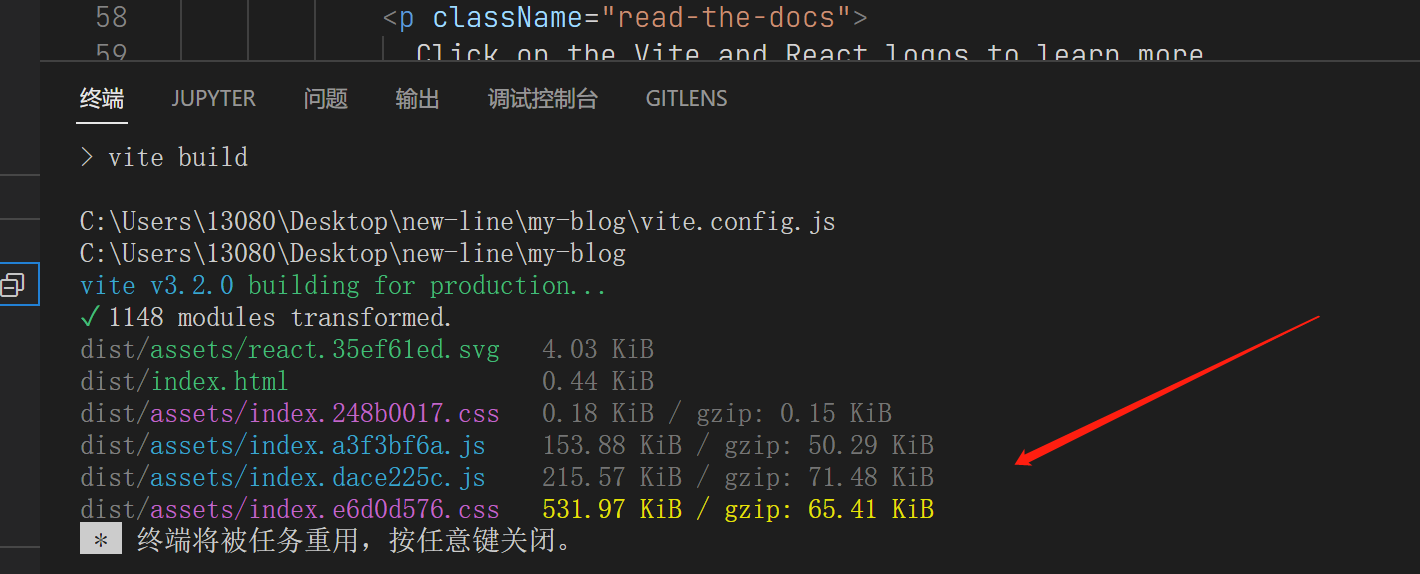 58 <p className="read-the-docs">
59 Click on the Vite and React logos to learn more
终端 JUPYTER 问题 输出 调试控制台 GITLENS
> vite build
C:\Users\13080\Desktop\new-line\my-blog\vite.config.js
C:\Users\13080\Desktop\new-line\my-blog
vite v3.2.0 building for production...
✓ 1148 modules transformed.
dist/assets/react.35ef61ed.svg 4.03 KiB
dist/index.html 0.44 KiB
dist/assets/index.248b0017.css 0.18 KiB / gzip: 0.15 KiB
dist/assets/index.a3f3bf6a.js 153.88 KiB / gzip: 50.29 KiB
dist/assets/index.dace225c.js 215.57 KiB / gzip: 71.48 KiB
dist/assets/index.e6d0d576.css 531.97 KiB / gzip: 65.41 KiB
* 终端将被任务重用，按任意键关闭。